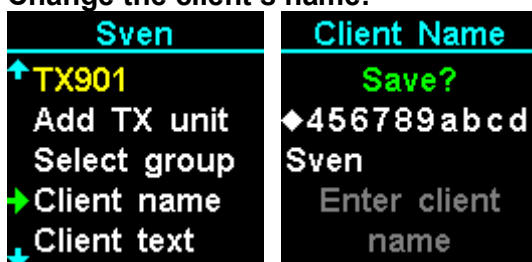 Change the client's name:
Sven
TX901
Add TX unit
Select group
Client name
Client text
Client Name
Save?
456789abcd
Sven
Enter client
name